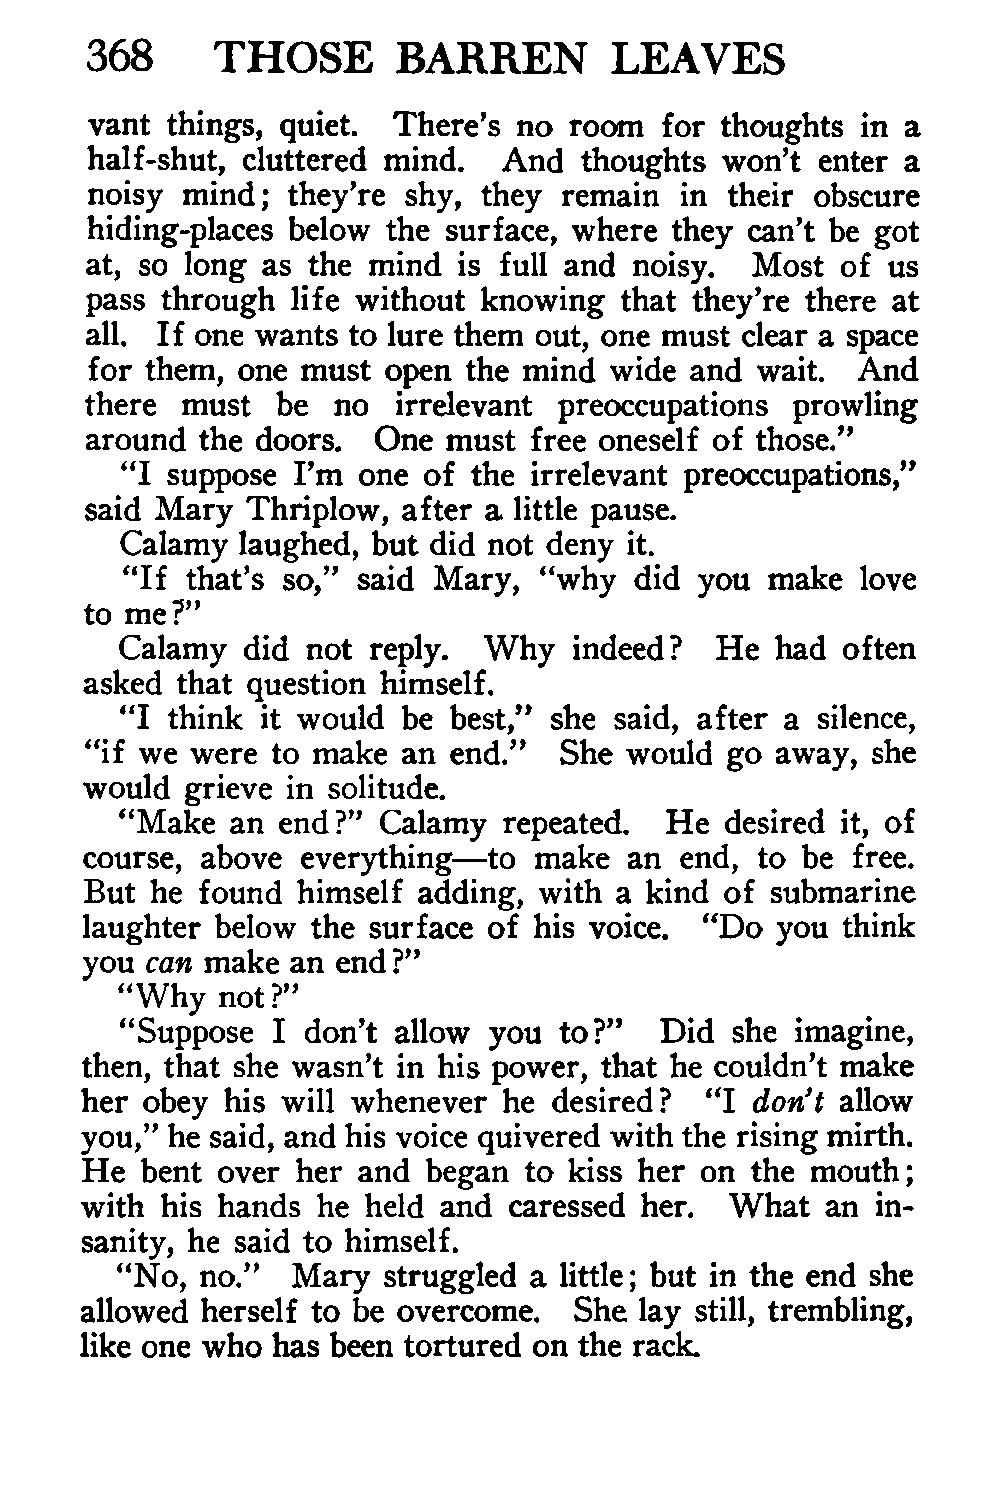 368 THOSE BARREN LEAVES
vant things, quiet. There's no room for thoughts in a
half-shut, cluttered mind. And thoughts won't enter a
noisy mind; they're shy, they remain in their obscure
hiding-places below the surface, where they can't be got
at, so long as the mind is full and noisy. Most of us
pass through life without knowing that they're there at
all. If one wants to lure them out, one must clear a space
for them, one must open the mind wide and wait. And
there must be no irrelevant preoccupations prowling
around the doors. One must free oneself of those."
"I suppose I'm one of the irrelevant preoccupations,"
said Mary Thriplow, after a little pause.
Calamy laughed, but did not deny it.
"If that's so," said Mary, "why did you make love
to me?"
Calamy did not reply. Why indeed? He had often
asked that question himself.
"I think it would be best," she said, after a silence,
"if we were to make an end." She would go away, she
would grieve in solitude.
"Make an end?" Calamy repeated. He desired it, of
course, above everything—to make an end, to be free.
But he found himself adding, with a kind of submarine
laughter below the surface of his voice. "Do you think
you can make an end?"
"Why not?"
"Suppose I don't allow you to?" Did she imagine,
then, that she wasn't in his power, that he couldn't make
her obey his will whenever he desired? "I don't allow
you," he said, and his voice quivered with the rising mirth.
He bent over her and began to kiss her on the mouth;
with his hands he held and caressed her. What an in-
sanity, he said to himself.
"No, no." Mary struggled a little; but in the end she
allowed herself to be overcome. She lay still, trembling,
like one who has been tortured on the rack.